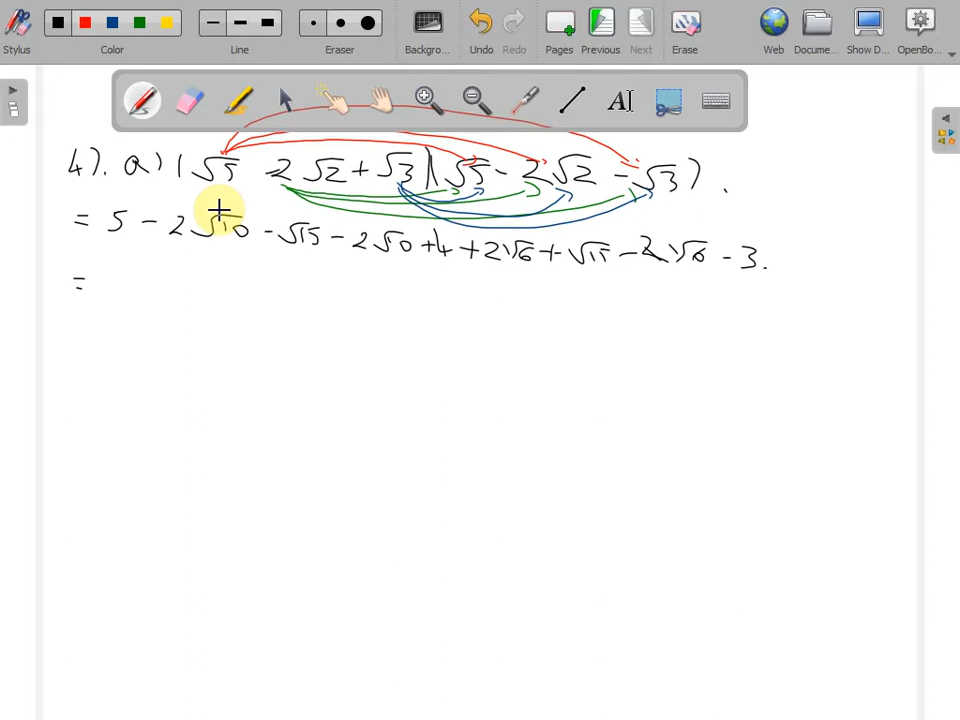 Stylus Color Line Eraser Backgro... Undo Redo Pages Previous Next Erase Web Docume... Show D... OpenBo...
4). a) (√5 - 2√2 + √3)(√5 - 2√2 - √3).
= 5 - 2√10 - √15 - 2√10 + 4 + 2√6 + √15 - 2√6 - 3.
=